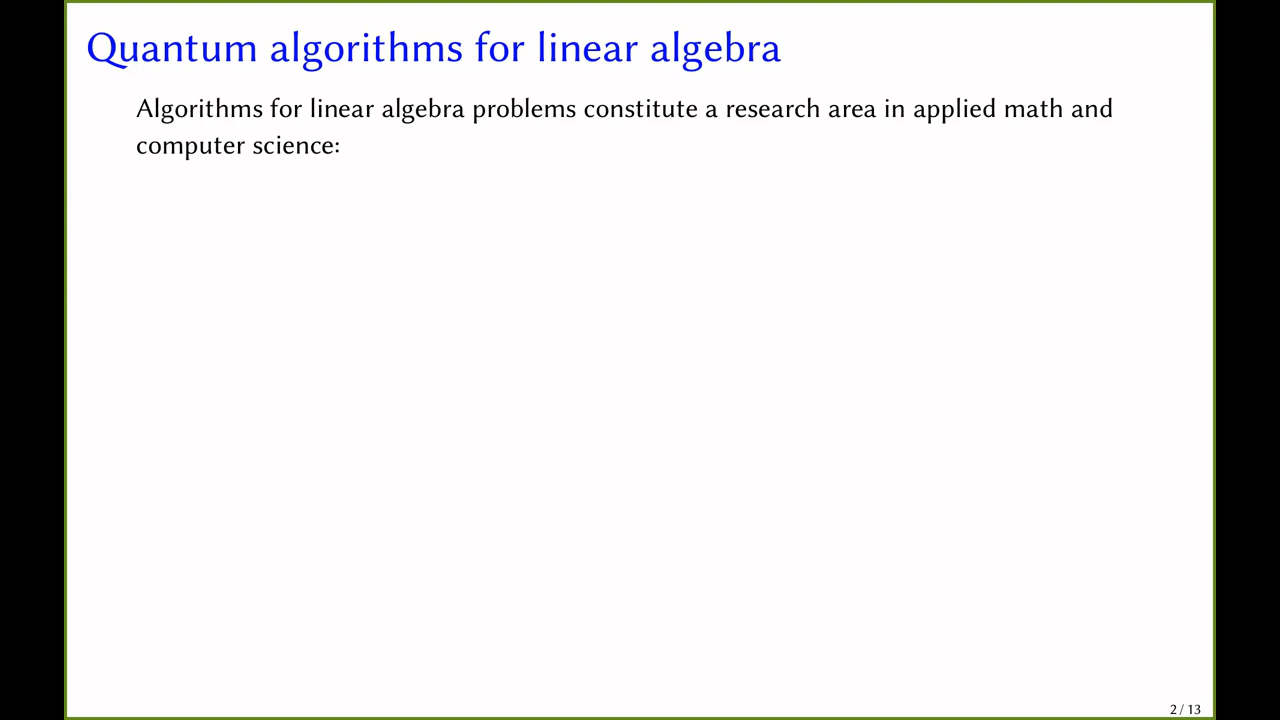 Quantum algorithms for linear algebra
Algorithms for linear algebra problems constitute a research area in applied math and
computer science:
2 / 13